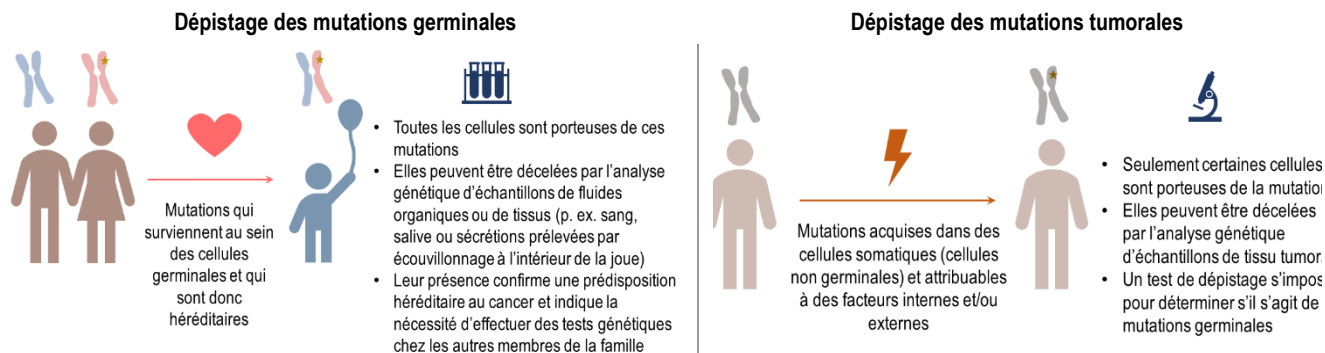 Dépistage des mutations germinales
Mutations qui
surviennent au sein
des cellules
germinales et qui
sont donc
héréditaires
• Toutes les cellules sont porteuses de ces
mutations
• Elles peuvent être décelées par l’analyse
génétique d’échantillons de fluides
organiques ou de tissus (p. ex. sang,
salive ou sécrétions prélevées par
écouvillonnage à l’intérieur de la joue)
• Leur présence confirme une prédisposition
héréditaire au cancer et indique la
nécessité d’effectuer des tests génétiques
chez les autres membres de la famille
Dépistage des mutations tumorales
Mutations acquises dans des
cellules somatiques (cellules
non germinales) et attribuables
à des facteurs internes et/ou
externes
• Seulement certaines cellules
sont porteuses de la
• Elles peuvent être décelées
par l’analyse génétique
d’échantillons de tissu
• Un test de dépistage
pour déterminer s’il s’agit de
mutations germinales